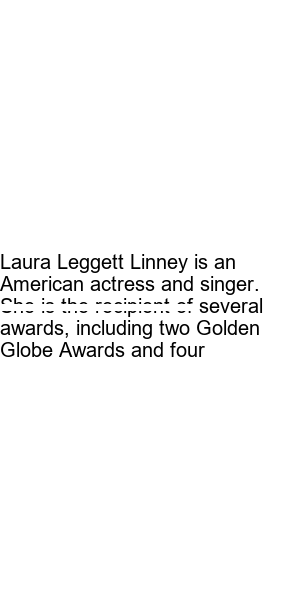 Laura Leggett Linney is an
American actress and singer.
She is the recipient of several
awards, including two Golden
Globe Awards and four